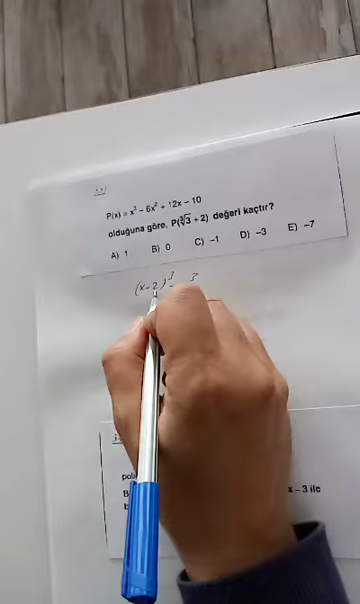 P(x) = x³ – 6x² + 12x – 10
olduğuna göre, P(∛3 + 2) değeri kaçtır?
A) 1 B) 0 C) –1 D) –3 E) –7
(x-2)³ = 3
x – 3 ile